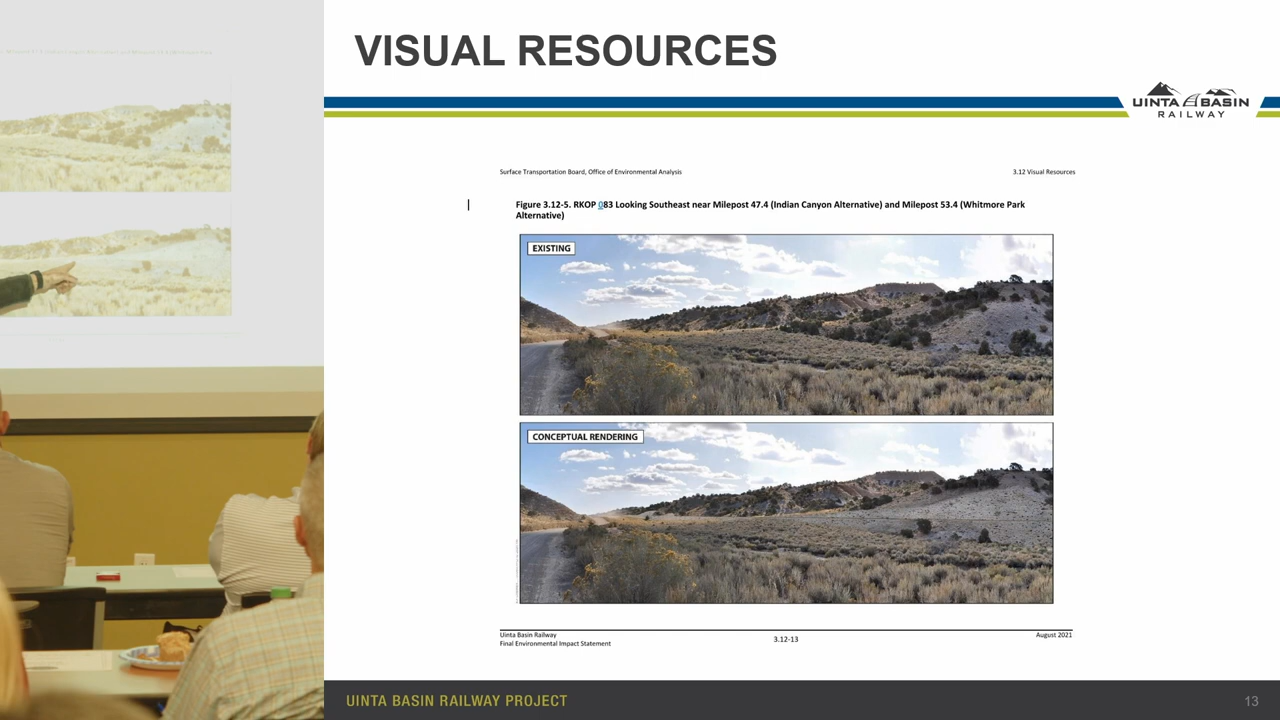 VISUAL RESOURCES
UINTA BASIN
RAILWAY
Surface Transportation Board, Office of Environmental Analysis
3.12 Visual Resources
Figure 3.12-5. RKOP 083 Looking Southeast near Milepost 47.4 (Indian Canyon Alternative) and Milepost 53.4 (Whitmore Park
Alternative)
EXISTING
CONCEPTUAL RENDERING
Uinta Basin Railway
Final Environmental Impact Statement
3.12-13
August 2021
UINTA BASIN RAILWAY PROJECT
13